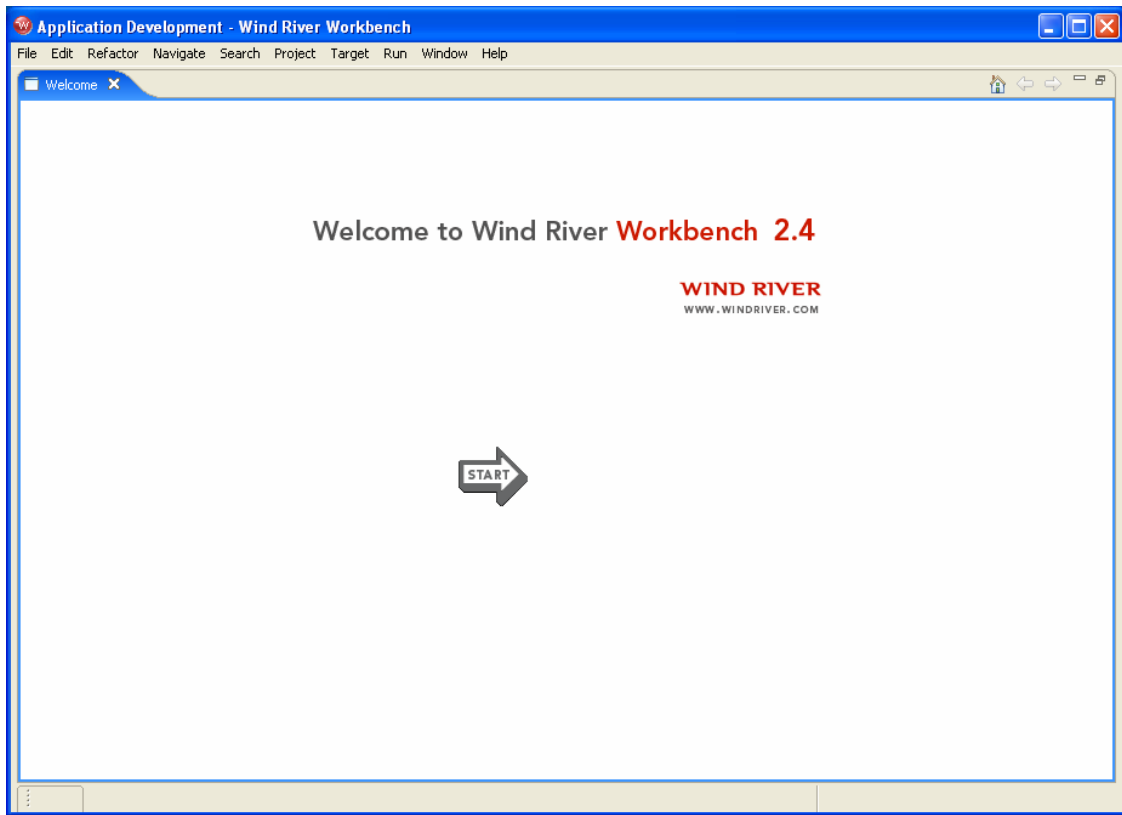 Application Development - Wind River Workbench
File Edit Refactor Navigate Search Project Target Run Window Help
Welcome
Welcome to Wind River Workbench 2.4
WIND RIVER
WWW.WINDRIVER.COM
START